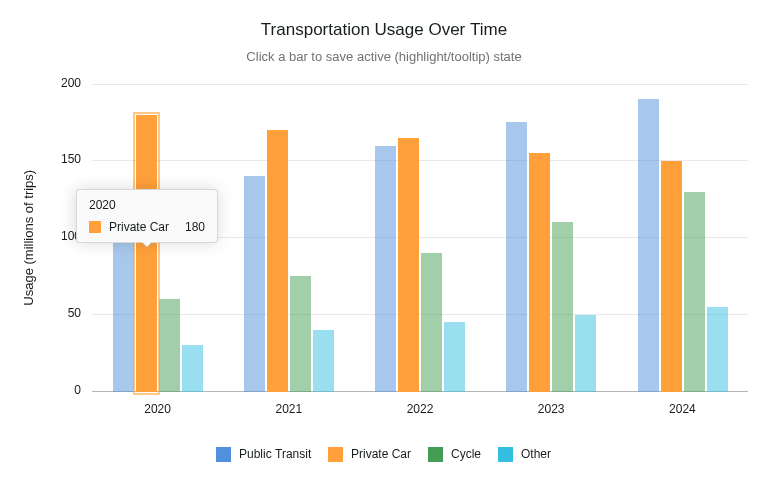 Transportation Usage Over Time
Click a bar to save active (highlight/tooltip) state
Usage (millions of trips)
200
150
100
50
0
2020
Private Car 180
2020 2021 2022 2023 2024
Public Transit Private Car Cycle Other